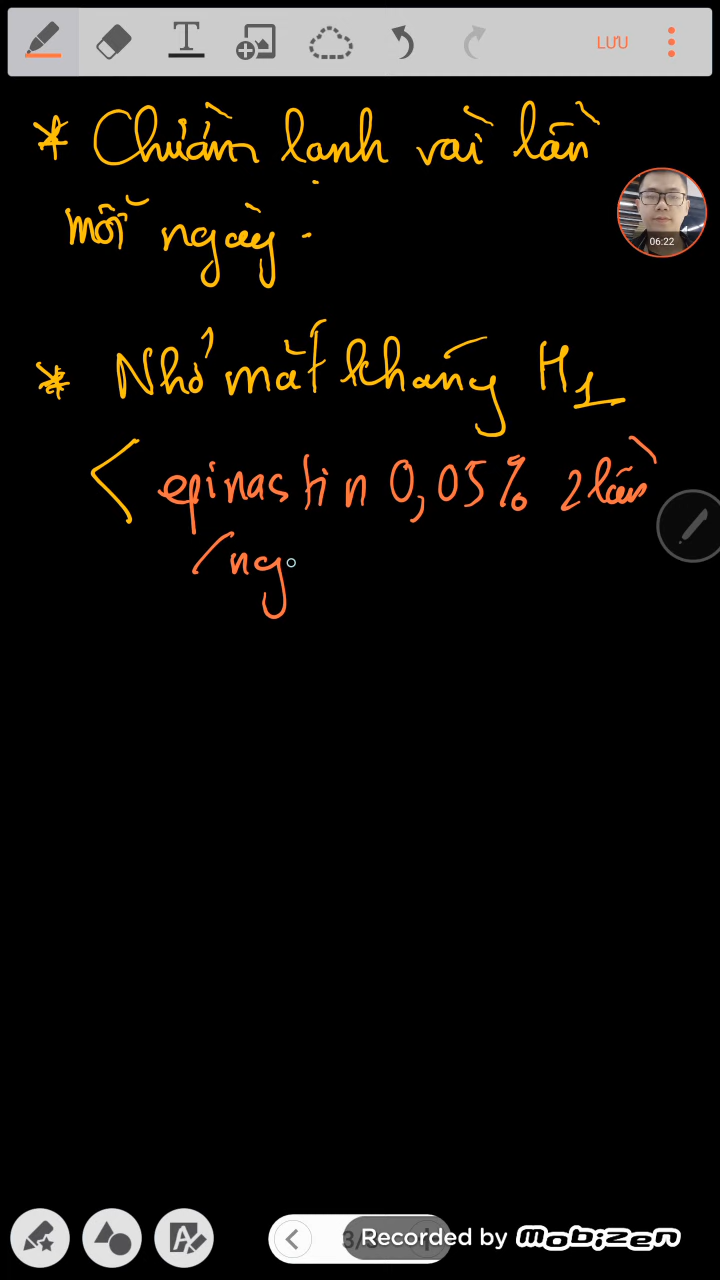 T
LƯU
* Chườm lạnh vài lần
mỗi ngày.
06:22
* Nhỏ mắt kháng H1
< epinastin 0,05% 2 lần
/ng
Recorded by mobizen